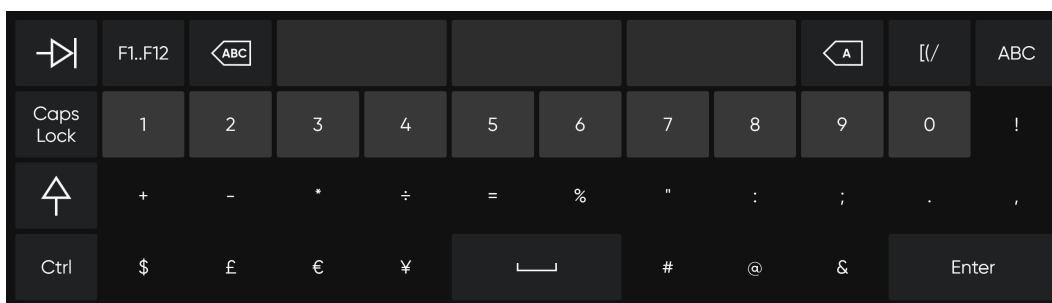 F1..F12 ABC A [(/ ABC
Caps
Lock 1 2 3 4 5 6 7 8 9 0 !
+ - * ÷ = % " : ; . ,
Ctrl $ £ € ¥ # @ & Enter